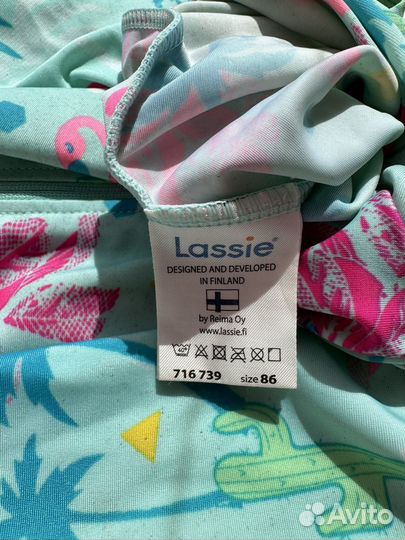 Lassie
DESIGNED AND DEVELOPED
IN FINLAND
by Reima Oy
www.lassie.fi
716 739 size 86
Avito